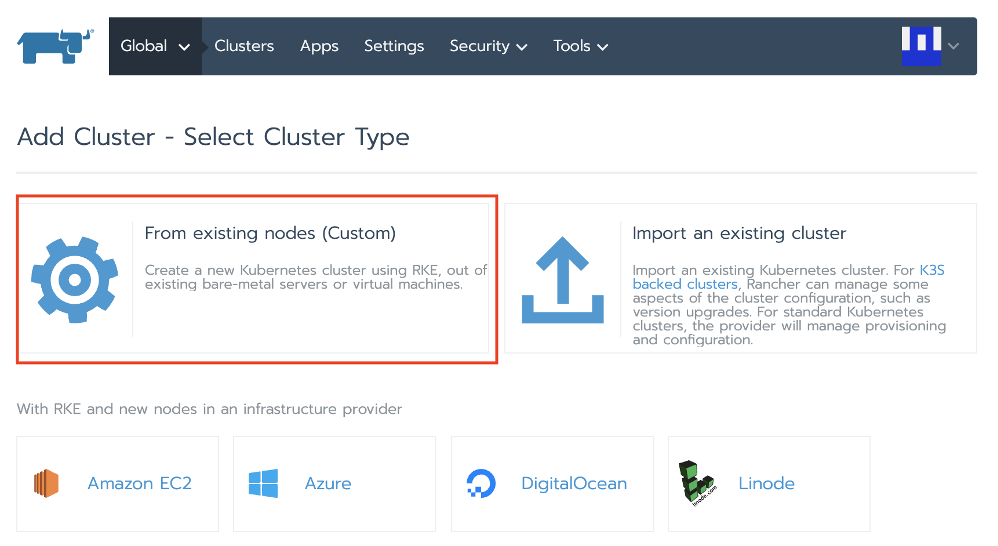 Global Clusters Apps Settings Security Tools
Add Cluster - Select Cluster Type
From existing nodes (Custom)
Create a new Kubernetes cluster using RKE, out of
existing bare-metal servers or virtual machines.
Import an existing cluster
Import an existing Kubernetes cluster. For K3S
backed clusters, Rancher can manage some
aspects of the cluster configuration, such as
version upgrades. For standard Kubernetes
clusters, the provider will manage provisioning
and configuration.
With RKE and new nodes in an infrastructure provider
Amazon EC2
Azure
DigitalOcean
linode.com
Linode